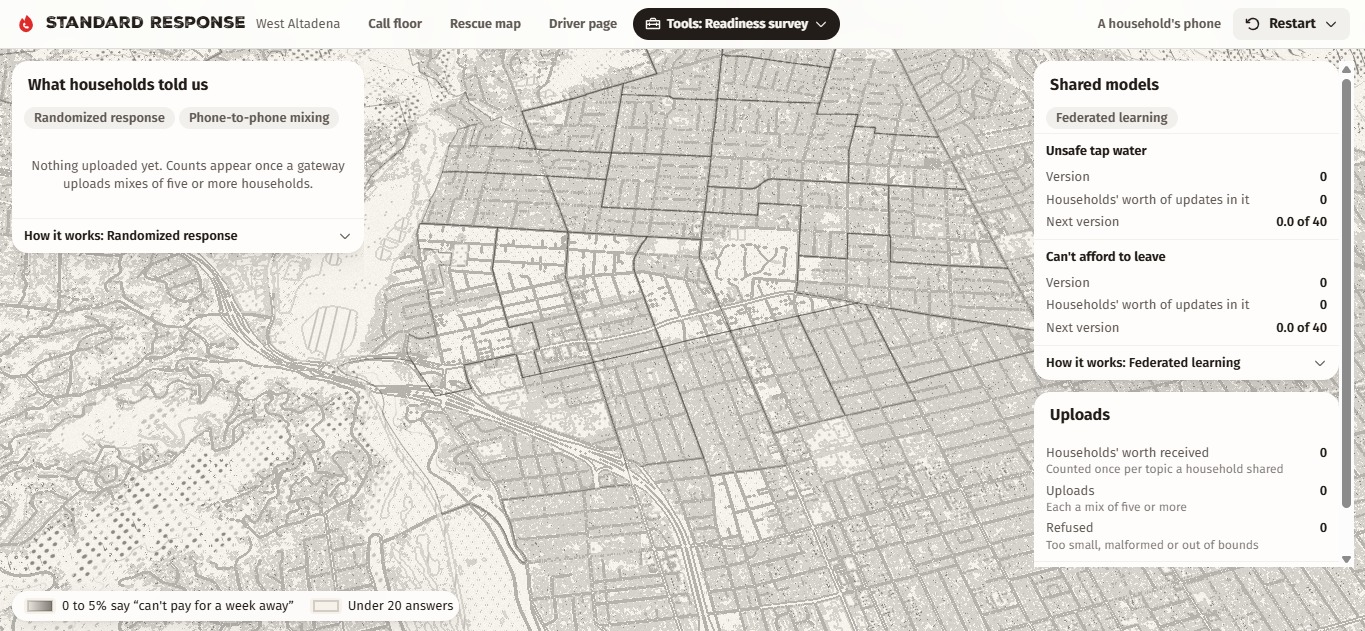 STANDARD RESPONSE West Altadena Call floor Rescue map Driver page Tools: Readiness survey A household's phone Restart
What households told us
Randomized response Phone-to-phone mixing
Nothing uploaded yet. Counts appear once a gateway
uploads mixes of five or more households.
How it works: Randomized response
Shared models
Federated learning
Unsafe tap water
Version 0
Households' worth of updates in it 0
Next version 0.0 of 40
Can't afford to leave
Version 0
Households' worth of updates in it 0
Next version 0.0 of 40
How it works: Federated learning
Uploads
Households' worth received 0
Counted once per topic a household shared
Uploads 0
Each a mix of five or more
Refused 0
Too small, malformed or out of bounds
0 to 5% say “can't pay for a week away” Under 20 answers